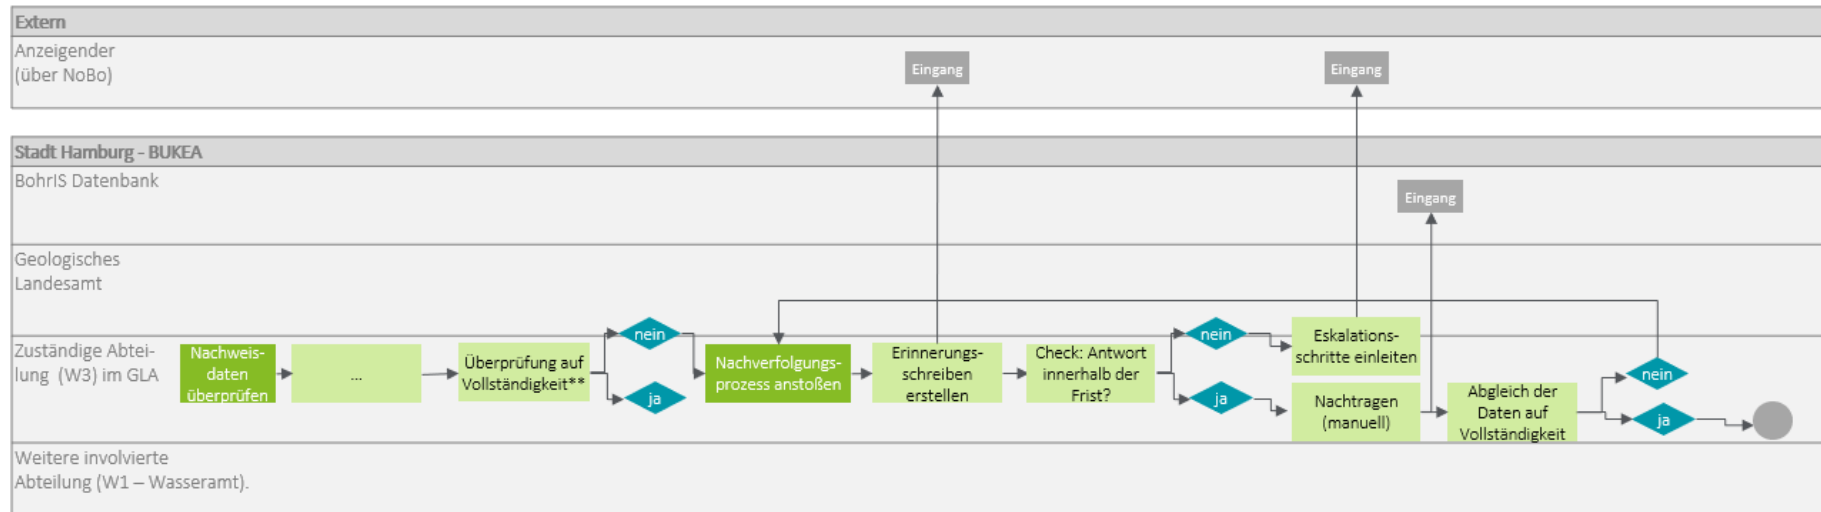 Extern
Anzeigender
(über NoBo)
Eingang
Eingang
Stadt Hamburg - BUKEA
BohrIS Datenbank
Eingang
Geologisches
Landesamt
Zuständige Abtei-
lung (W3) im GLA
Nachweis-
daten
überprüfen
...
Überprüfung auf
Vollständigkeit**
nein
ja
Nachverfolgungs-
prozess anstoßen
Erinnerungs-
schreiben
erstellen
Check: Antwort
innerhalb der
Frist?
nein
ja
Eskalations-
schritte einleiten
Nachtragen
(manuell)
Abgleich der
Daten auf
Vollständigkeit
nein
ja
Weitere involvierte
Abteilung (W1 – Wasseramt).